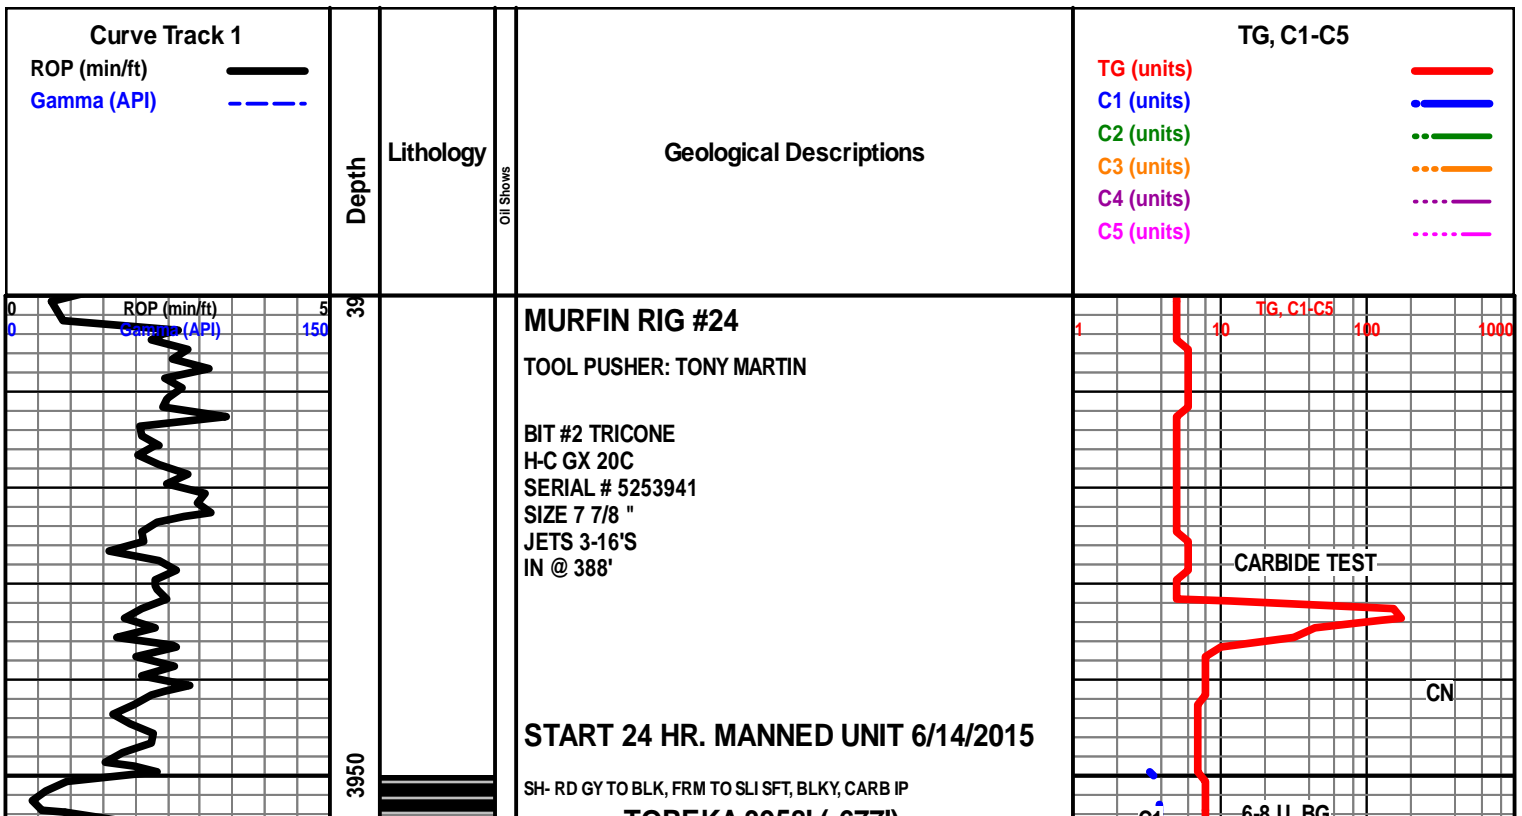 Curve Track 1
ROP (min/ft)
Gamma (API)
Depth
Lithology
Oil Shows
Geological Descriptions
TG, C1-C5
TG (units)
C1 (units)
C2 (units)
C3 (units)
C4 (units)
C5 (units)
0 ROP (min/ft) 5
0 Gamma (API) 150
39
MURFIN RIG #24
TOOL PUSHER: TONY MARTIN
BIT #2 TRICONE
H-C GX 20C
SERIAL # 5253941
SIZE 7 7/8 "
JETS 3-16'S
IN @ 388'
START 24 HR. MANNED UNIT 6/14/2015
3950
SH- RD GY TO BLK, FRM TO SLI SFT, BLKY, CARB IP
TG, C1-C5
1 10 100 1000
CARBIDE TEST
CN
C1
6-8 U BG